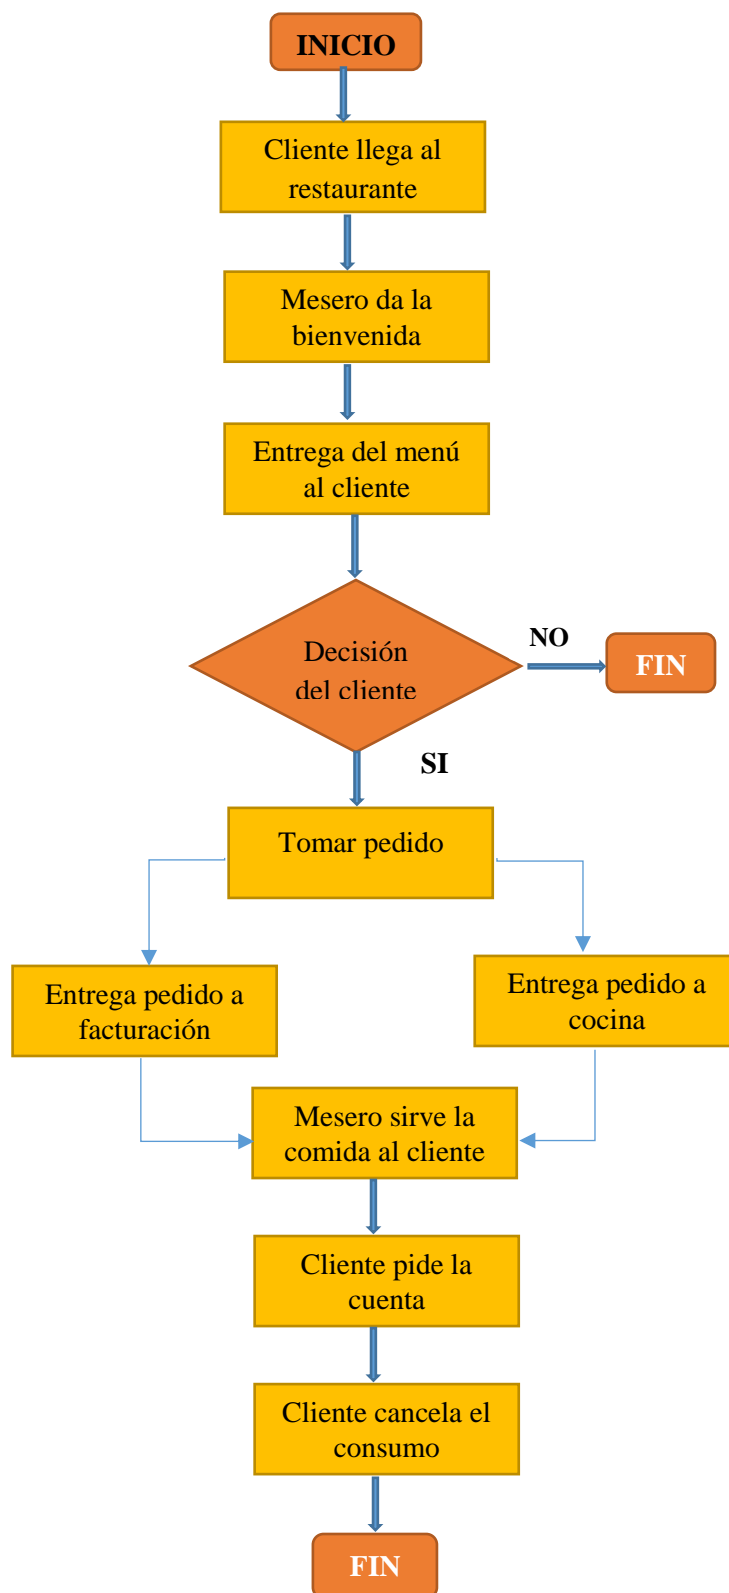 INICIO
Cliente llega al
restaurante
Mesero da la
bienvenida
Entrega del menú
al cliente
Decisión
del cliente
NO
FIN
SI
Tomar pedido
Entrega pedido a
facturación
Entrega pedido a
cocina
Mesero sirve la
comida al cliente
Cliente pide la
cuenta
Cliente cancela el
consumo
FIN